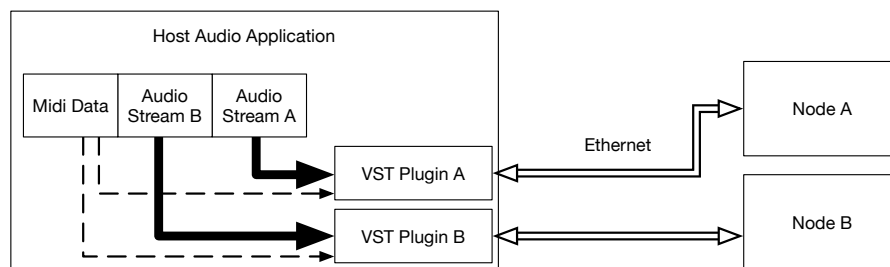 Host Audio Application
Midi Data
Audio
Stream B
Audio
Stream A
Ethernet
Node A
VST Plugin A
VST Plugin B
Node B